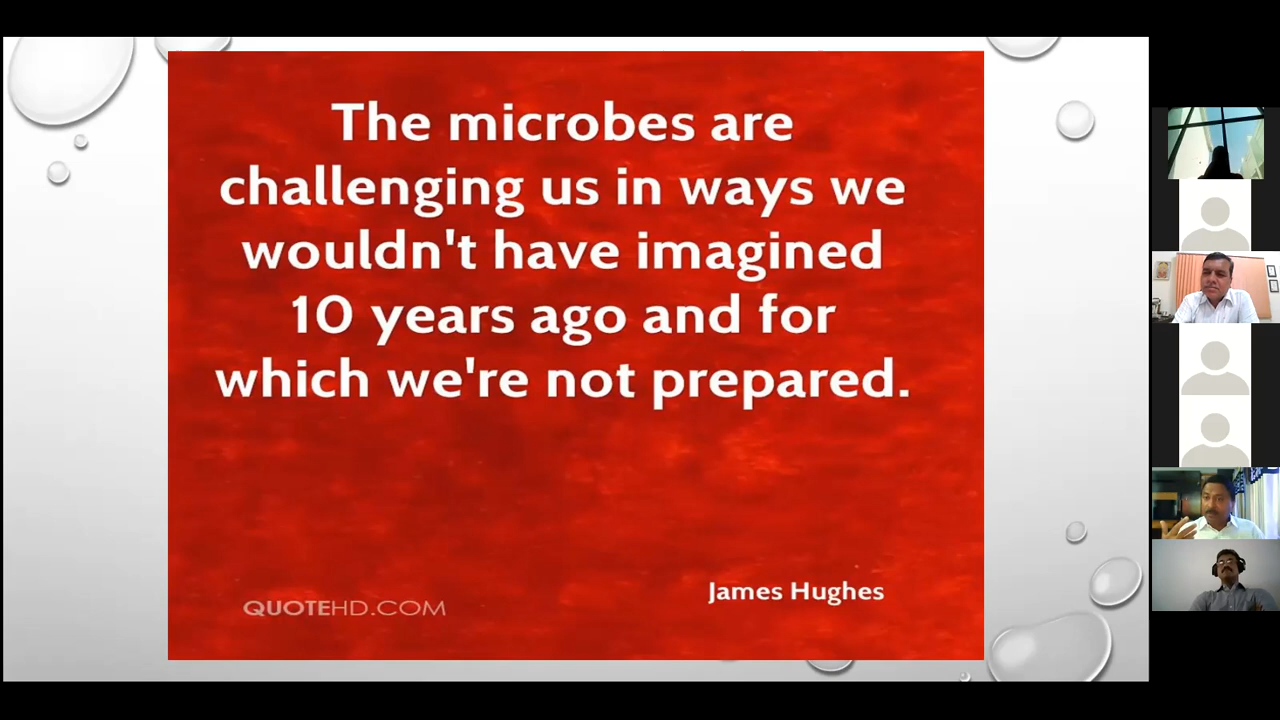 The microbes are
challenging us in ways we
wouldn't have imagined
10 years ago and for
which we're not prepared.
James Hughes
QUOTEHD.COM